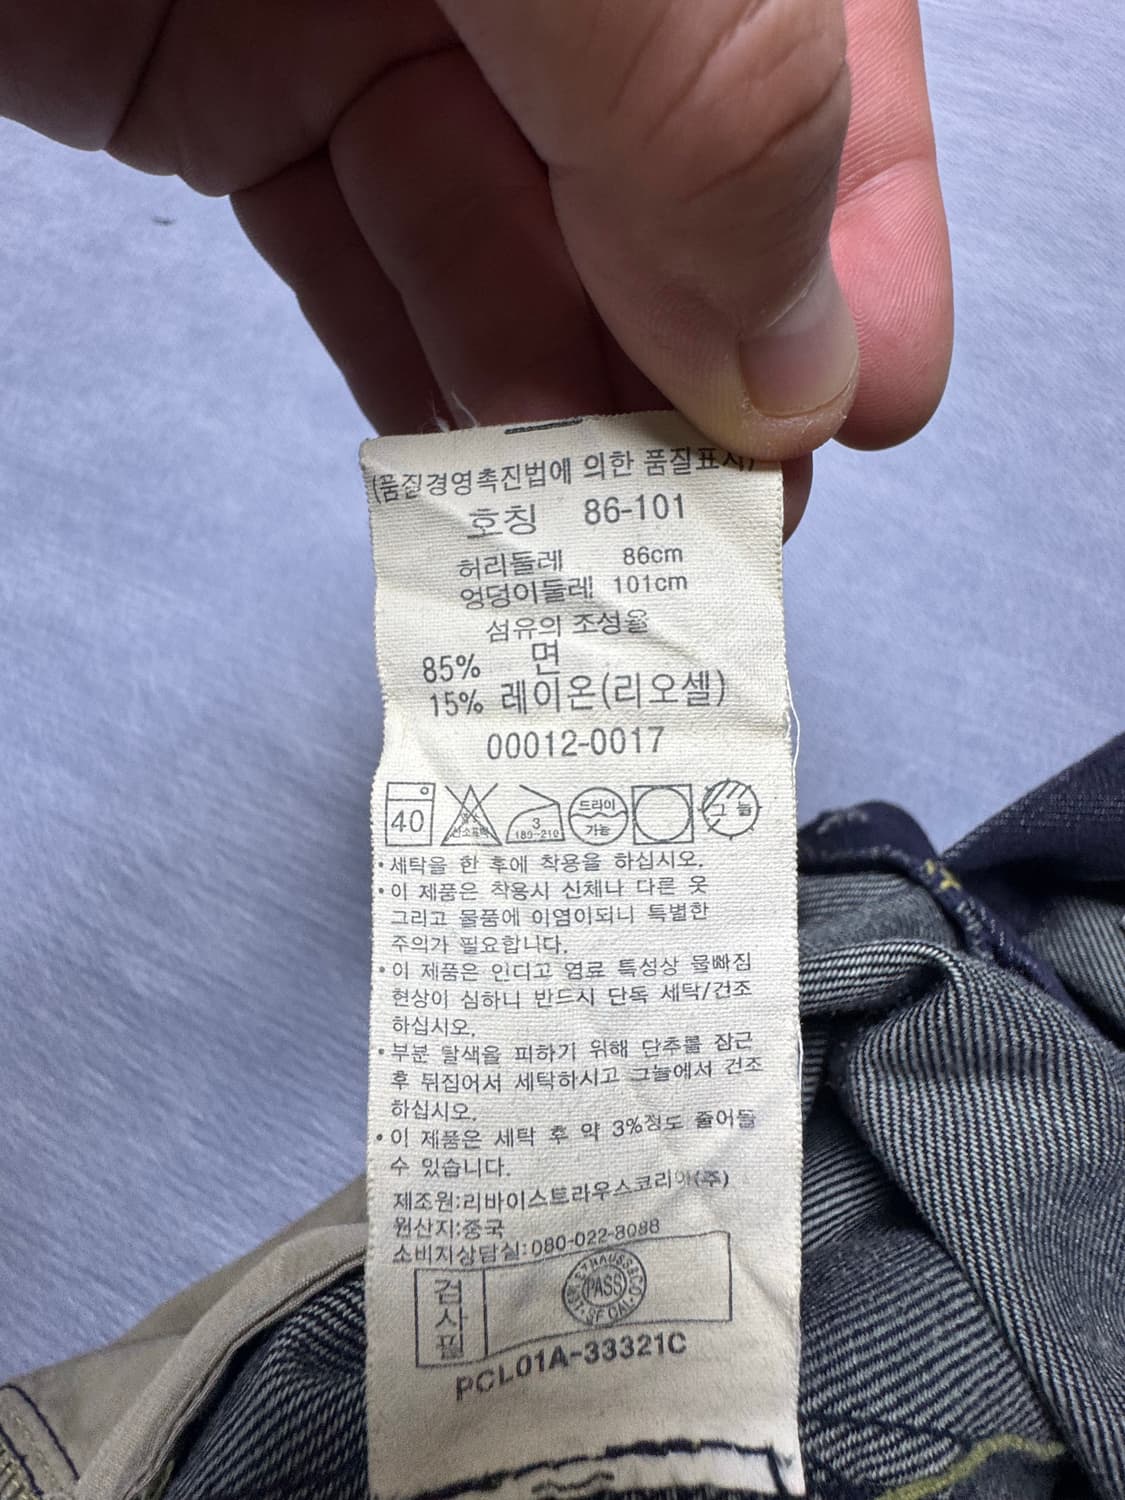 (품질경영촉진법에 의한 품질표시)
호칭 86-101
허리둘레 86cm
엉덩이둘레 101cm
섬유의 조성율
85% 면
15% 레이온(리오셀)
00012-0017
40
산소표백
3
180-210
드라이
가능
그늘
• 세탁을 한 후에 착용을 하십시오.
• 이 제품은 착용시 신체나 다른 옷
그리고 물품에 이염이되니 특별한
주의가 필요합니다.
• 이 제품은 인디고 염료 특성상 물빠짐
현상이 심하니 반드시 단독 세탁/건조
하십시오.
• 부분 탈색을 피하기 위해 단추를 잠근
후 뒤집어서 세탁하시고 그늘에서 건조
하십시오.
• 이 제품은 세탁 후 약 3%정도 줄어들
수 있습니다.
제조원:리바이스트라우스코리아(주)
원산지:중국
소비자상담실:080-022-8088
검사필
LEVI STRAUSS & CO
PASS
SF CAL
PCL01A-33321C